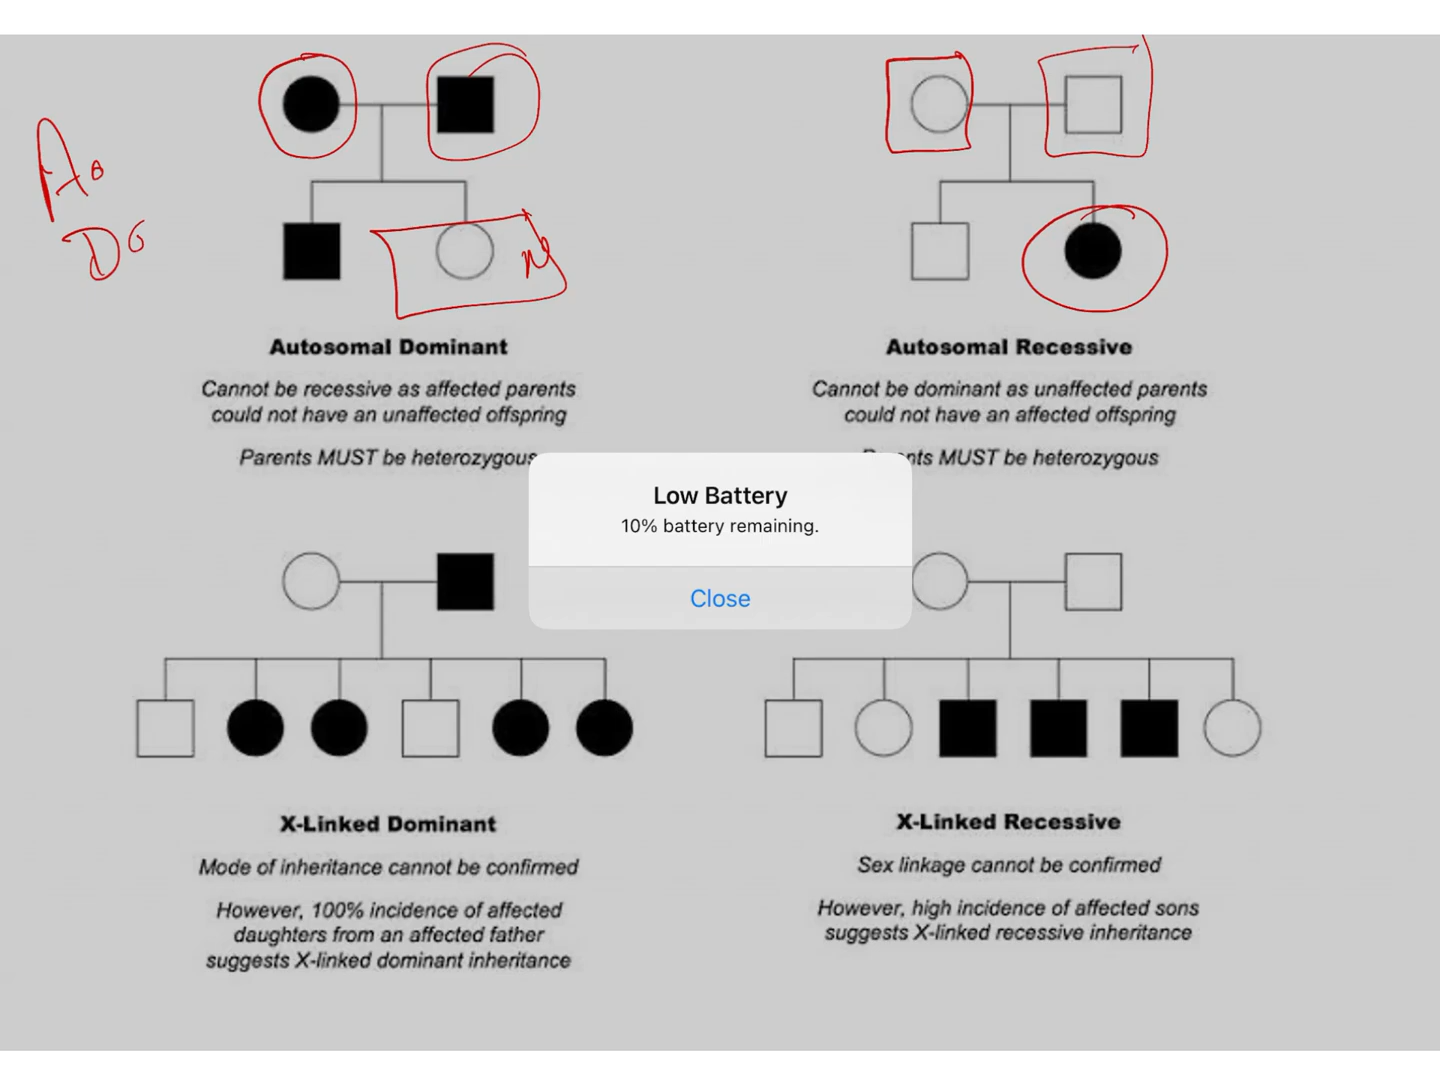 Autosomal Dominant
Cannot be recessive as affected parents
could not have an unaffected offspring
Parents MUST be heterozygous
Autosomal Recessive
Cannot be dominant as unaffected parents
could not have an affected offspring
MUST be heterozygous
Low Battery
10% battery remaining.
Close
X-Linked Dominant
Mode of inheritance cannot be confirmed
However, 100% incidence of affected
daughters from an affected father
suggests X-linked dominant inheritance
X-Linked Recessive
Sex linkage cannot be confirmed
However, high incidence of affected sons
suggests X-linked recessive inheritance